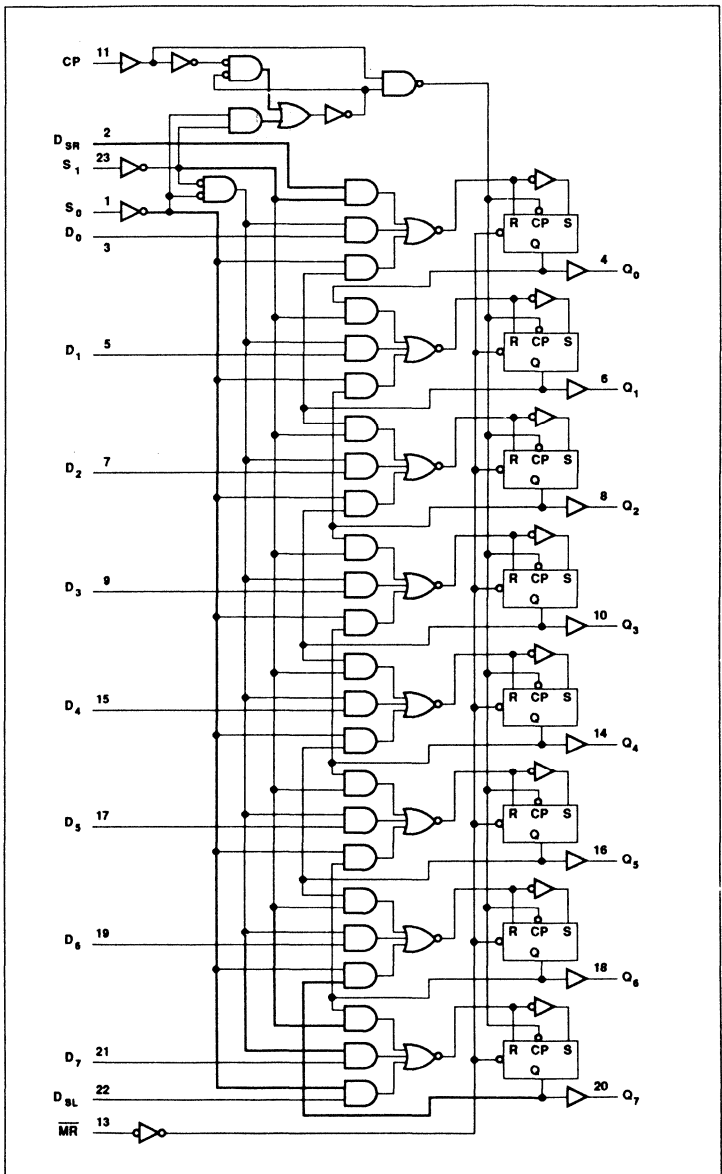 CP 11
D_SR 2
S_1 23
S_0 1
D_0 3
R CP S
Q
4 Q_0
D_1 5
R CP S
Q
6 Q_1
D_2 7
R CP S
Q
8 Q_2
D_3 9
R CP S
Q
10 Q_3
D_4 15
R CP S
Q
14 Q_4
D_5 17
R CP S
Q
16 Q_5
D_6 19
R CP S
Q
18 Q_6
D_7 21
R CP S
Q
D_SL 22
20 Q_7
M̅R̅ 13